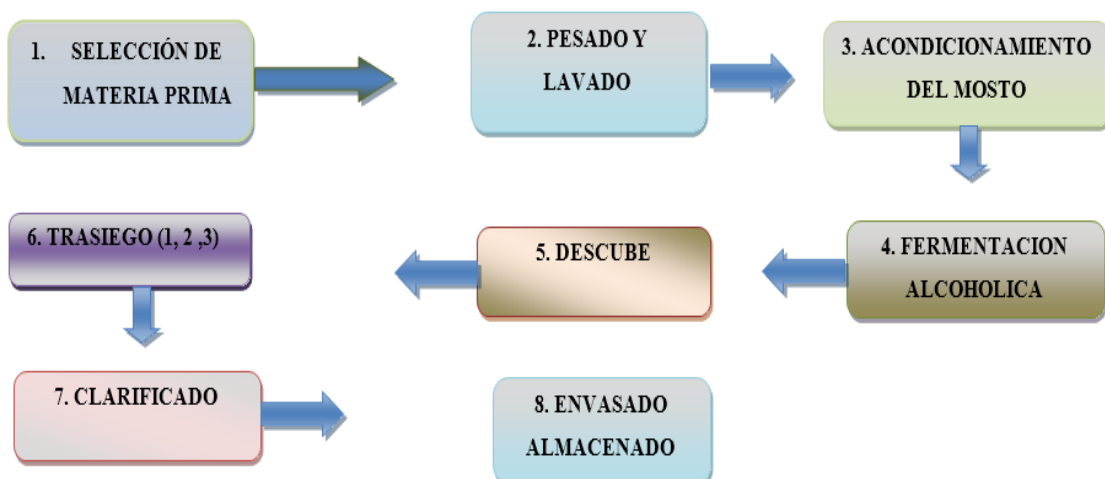 1. SELECCIÓN DE
MATERIA PRIMA
2. PESADO Y
LAVADO
3. ACONDICIONAMIENTO
DEL MOSTO
4. FERMENTACION
ALCOHOLICA
5. DESCUBE
6. TRASIEGO (1, 2 ,3)
7. CLARIFICADO
8. ENVASADO
ALMACENADO